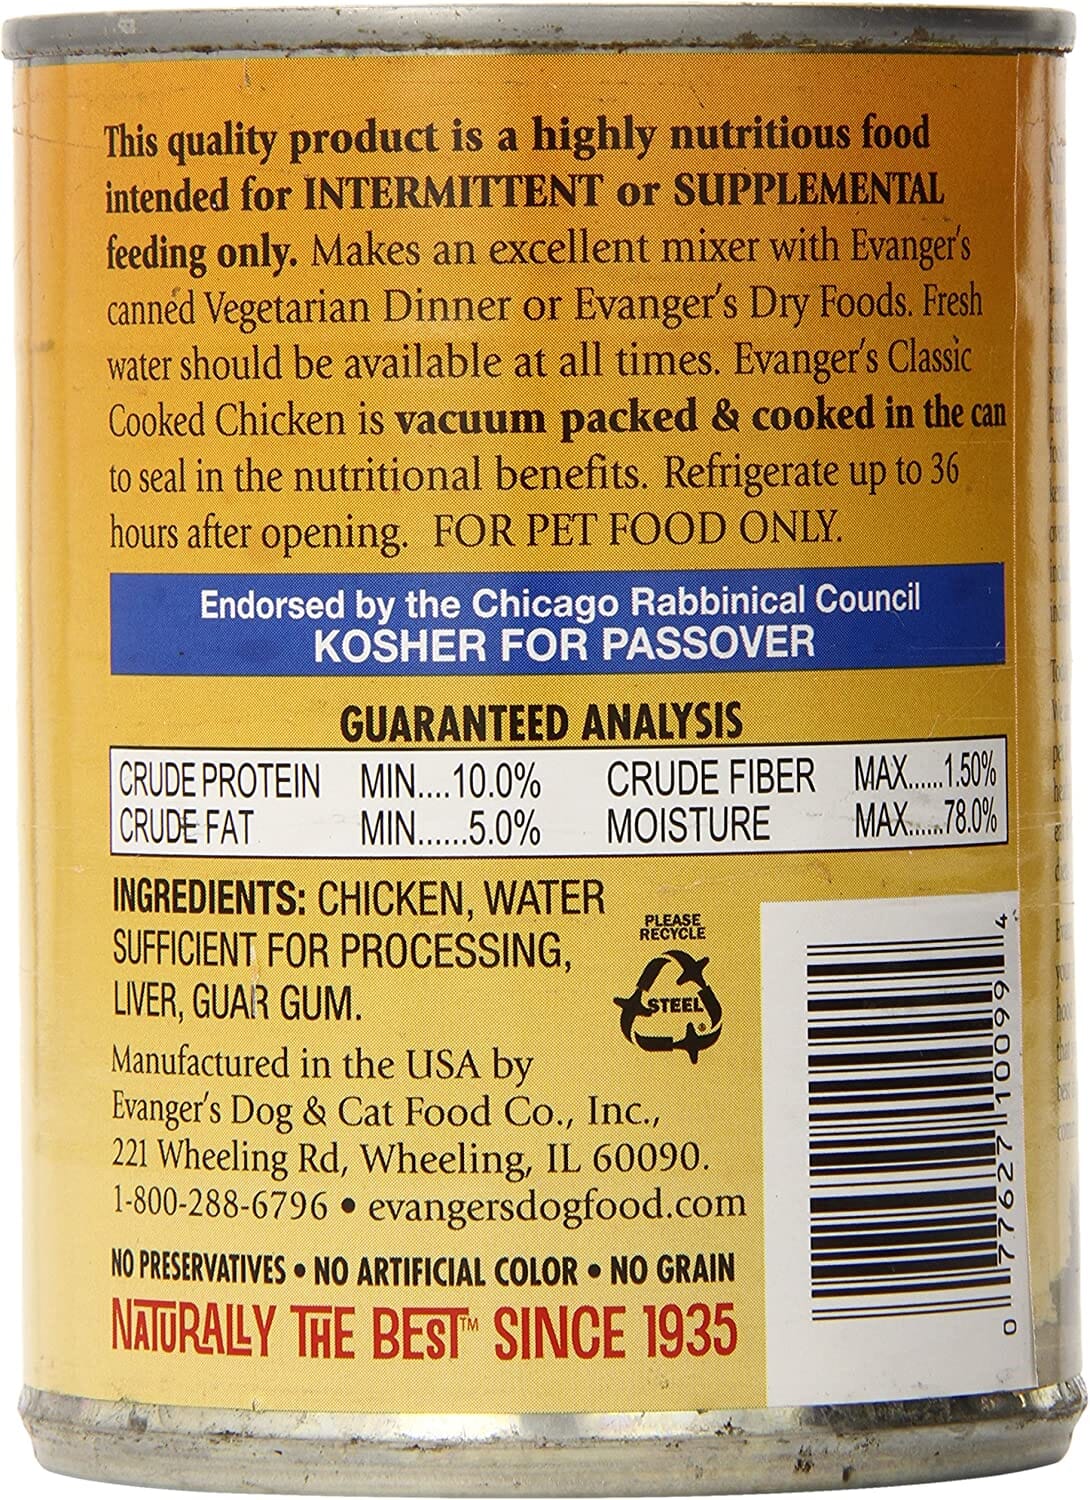 This quality product is a highly nutritious food
intended for INTERMITTENT or SUPPLEMENTAL
feeding only. Makes an excellent mixer with Evanger's
canned Vegetarian Dinner or Evanger's Dry Foods. Fresh
water should be available at all times. Evanger's Classic
Cooked Chicken is vacuum packed & cooked in the can
to seal in the nutritional benefits. Refrigerate up to 36
hours after opening. FOR PET FOOD ONLY.
Endorsed by the Chicago Rabbinical Council
KOSHER FOR PASSOVER
GUARANTEED ANALYSIS
CRUDE PROTEIN MIN....10.0% CRUDE FIBER MAX......1.50%
CRUDE FAT MIN......5.0% MOISTURE MAX......78.0%
INGREDIENTS: CHICKEN, WATER
SUFFICIENT FOR PROCESSING,
LIVER, GUAR GUM.
PLEASE
RECYCLE
STEEL
Manufactured in the USA by
Evanger's Dog & Cat Food Co., Inc.,
221 Wheeling Rd, Wheeling, IL 60090.
1-800-288-6796 • evangersdogfood.com
NO PRESERVATIVES • NO ARTIFICIAL COLOR • NO GRAIN
NATURALLY THE BEST™ SINCE 1935
0 77627 10099 4